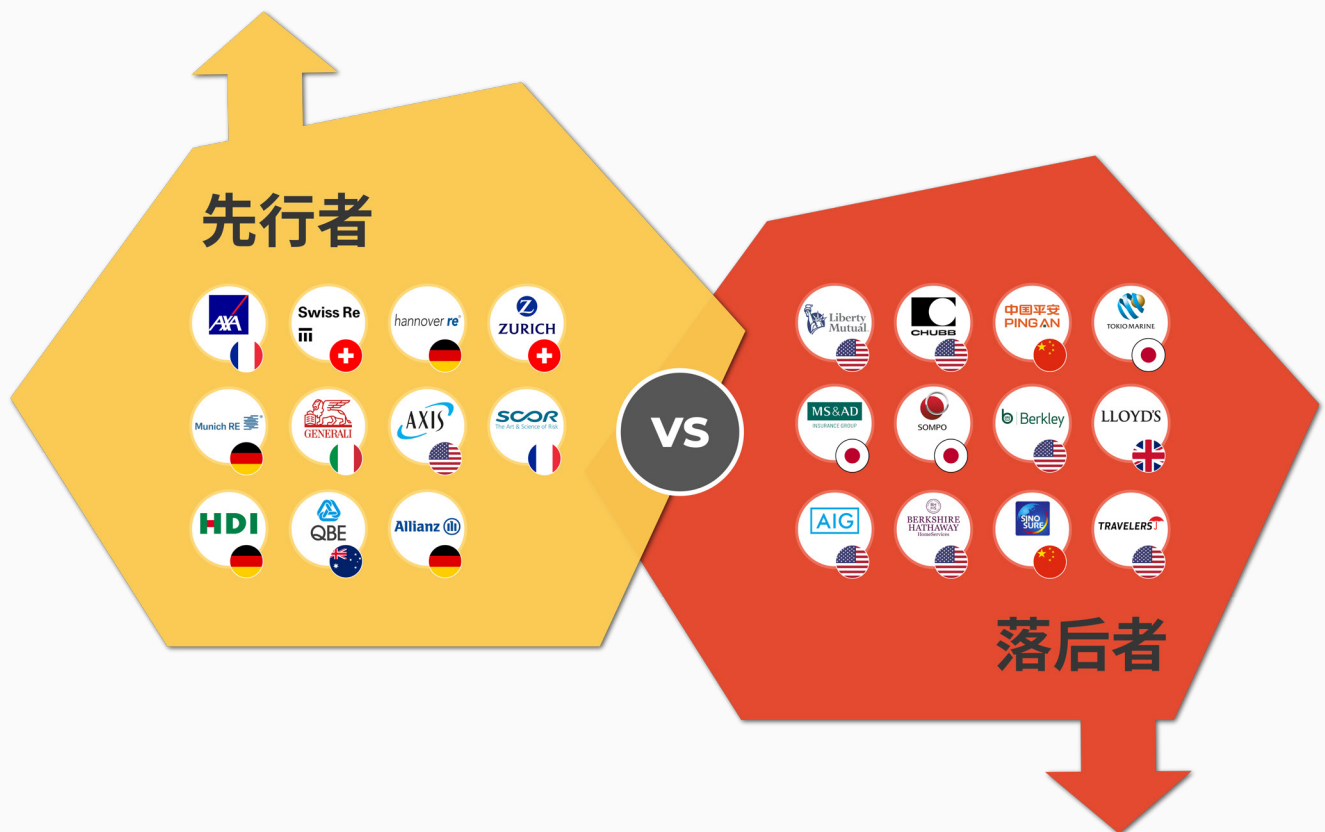 先行者
AXA
Swiss Re
hannover re®
Z
ZURICH
Munich RE
GENERALI
AXIS
SCOR
The Art & Science of Risk
HDI
QBE
Allianz
VS
Liberty
Mutual.
CHUBB
中国平安
PING AN
TOKIO MARINE
MS&AD
INSURANCE GROUP
SOMPO
b Berkley
LLOYD'S
AIG
BERKSHIRE
HATHAWAY
HomeServices
SINO
SURE
TRAVELERS
落后者